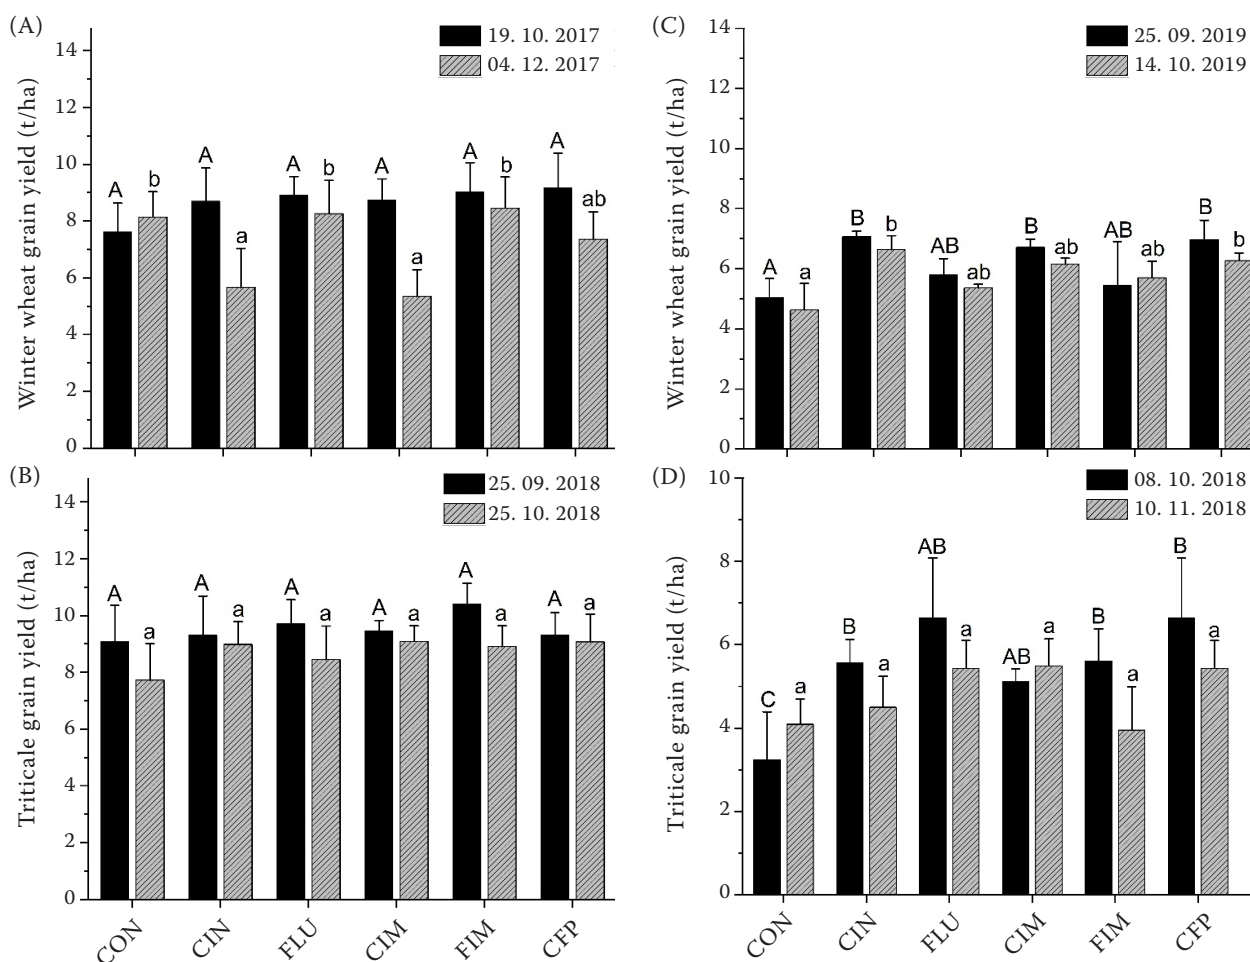 (A)
19. 10. 2017
04. 12. 2017
Winter wheat grain yield (t/ha)
14
12
10
8
6
4
2
0
A b A a A b A a A b A ab
(C)
25. 09. 2019
14. 10. 2019
Winter wheat grain yield (t/ha)
14
12
10
8
6
4
2
0
A a B b AB ab B ab AB ab B b
(B)
25. 09. 2018
25. 10. 2018
Triticale grain yield (t/ha)
14
12
10
8
6
4
2
0
A a A a A a A a A a A a
CON CIN FLU CIM FIM CFP
(D)
08. 10. 2018
10. 11. 2018
Triticale grain yield (t/ha)
10
8
6
4
2
0
C a B a AB a AB a B a B a
CON CIN FLU CIM FIM CFP